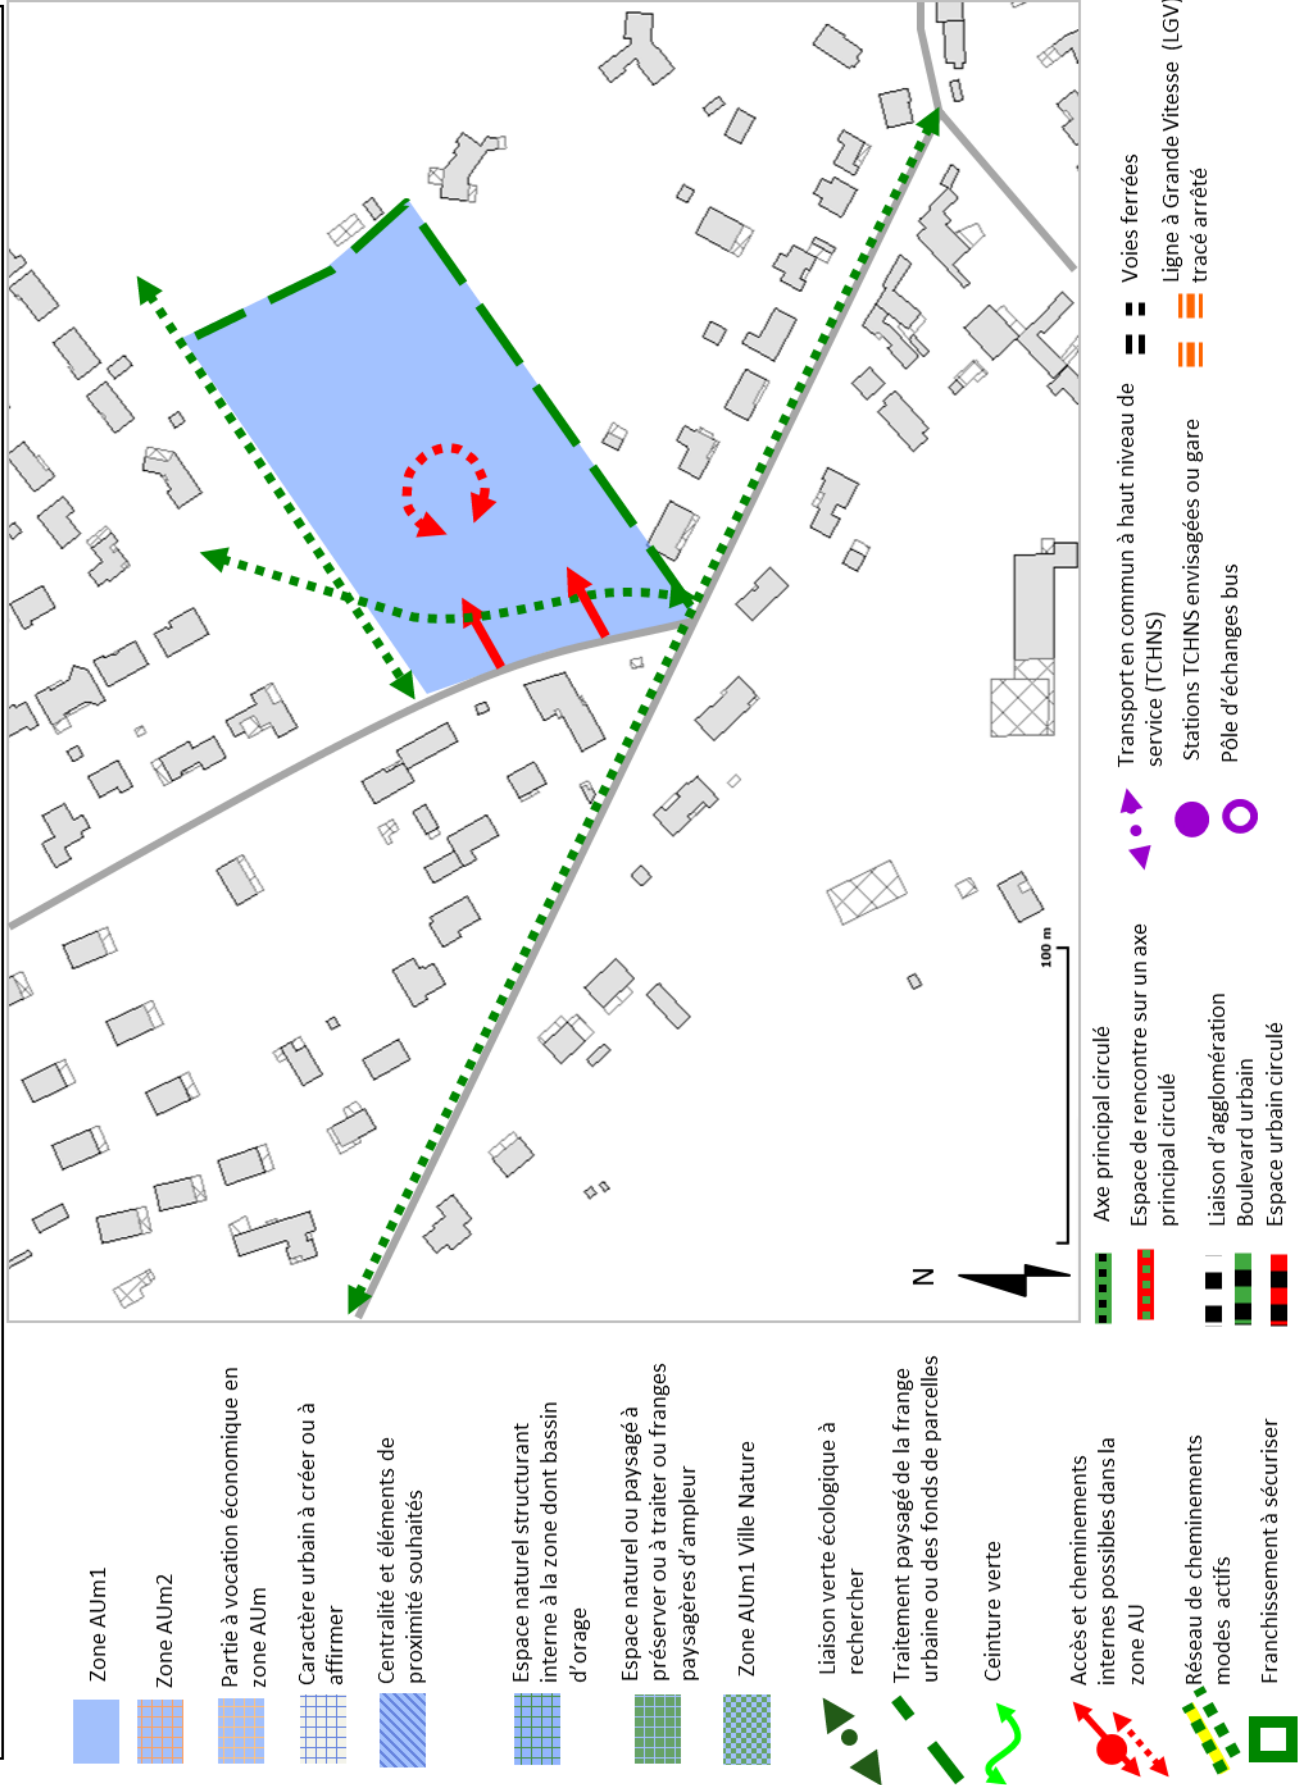 100 m
N
Zone AUm1
Zone AUm2
Partie à vocation économique en
zone AUm
Caractère urbain à créer ou à
affirmer
Centralité et éléments de
proximité souhaités
Espace naturel structurant
interne à la zone dont bassin
d'orage
Espace naturel ou paysagé à
préserver ou à traiter ou franges
paysagères d'ampleur
Zone AUm1 Ville Nature
Liaison verte écologique à
rechercher
Traitement paysagé de la frange
urbaine ou des fonds de parcelles
Ceinture verte
Accès et cheminements
internes possibles dans la
zone AU
Réseau de cheminements
modes actifs
Franchissement à sécuriser
Axe principal circulé
Espace de rencontre sur un axe
principal circulé
Liaison d'agglomération
Boulevard urbain
Espace urbain circulé
Transport en commun à haut niveau de
service (TCHNS)
Stations TCHNS envisagées ou gare
Pôle d'échanges bus
Voies ferrées
Ligne à Grande Vitesse (LGV)
tracé arrêté